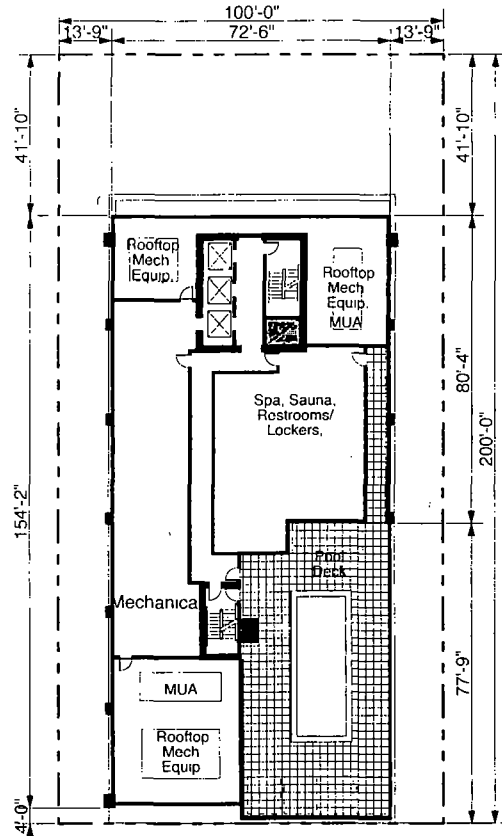 100'-0"
13'-9"
72'-6"
13'-9"
41'-10"
41'-10"
Rooftop
Mech
Equip.
Rooftop
Mech
Equip.
MUA
80'-4"
200'-0"
Spa, Sauna,
Restrooms/
Lockers,
154'-2"
Pool
Deck
Mechanical
MUA
77'-9"
Rooftop
Mech
Equip
4'-0"